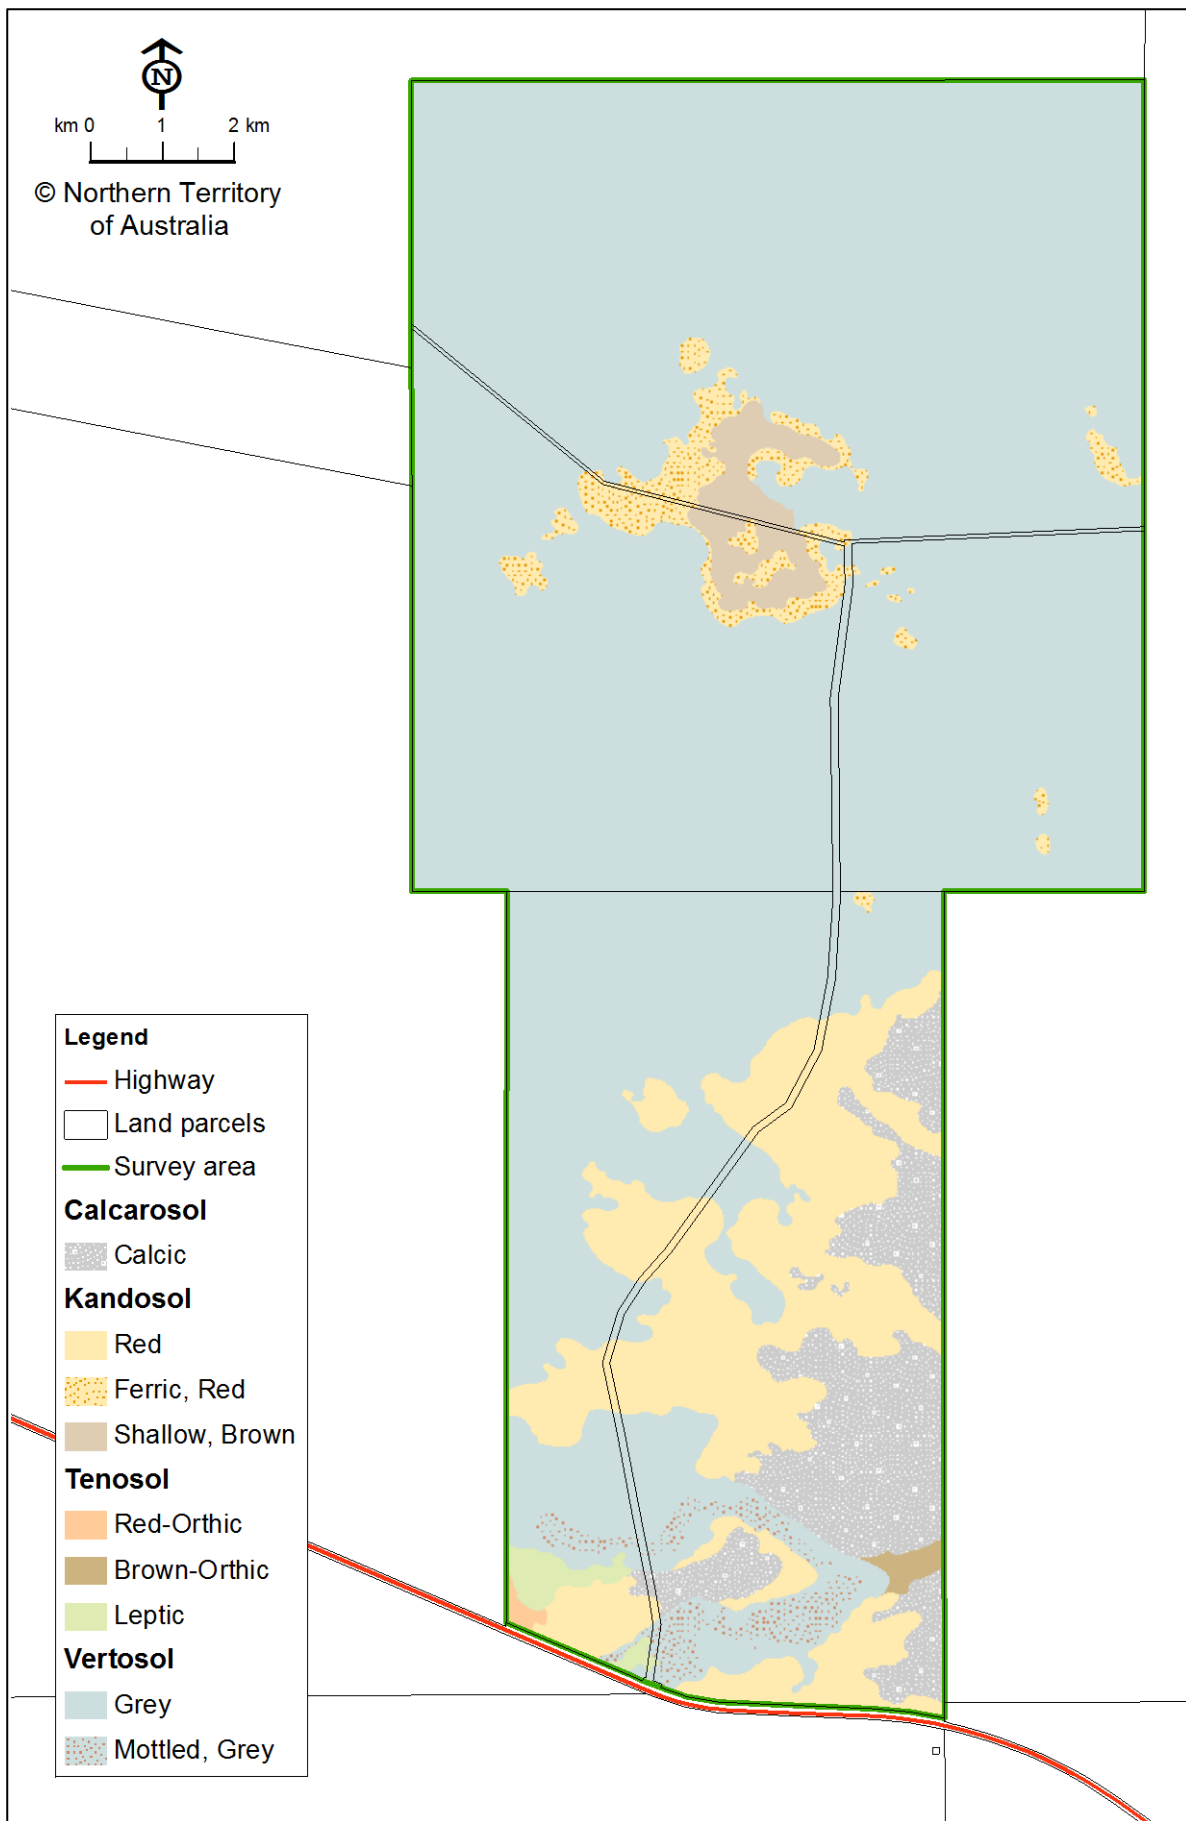 N
km 0 1 2 km
© Northern Territory
of Australia
Legend
Highway
Land parcels
Survey area
Calcarosol
Calcic
Kandosol
Red
Ferric, Red
Shallow, Brown
Tenosol
Red-Orthic
Brown-Orthic
Leptic
Vertosol
Grey
Mottled, Grey